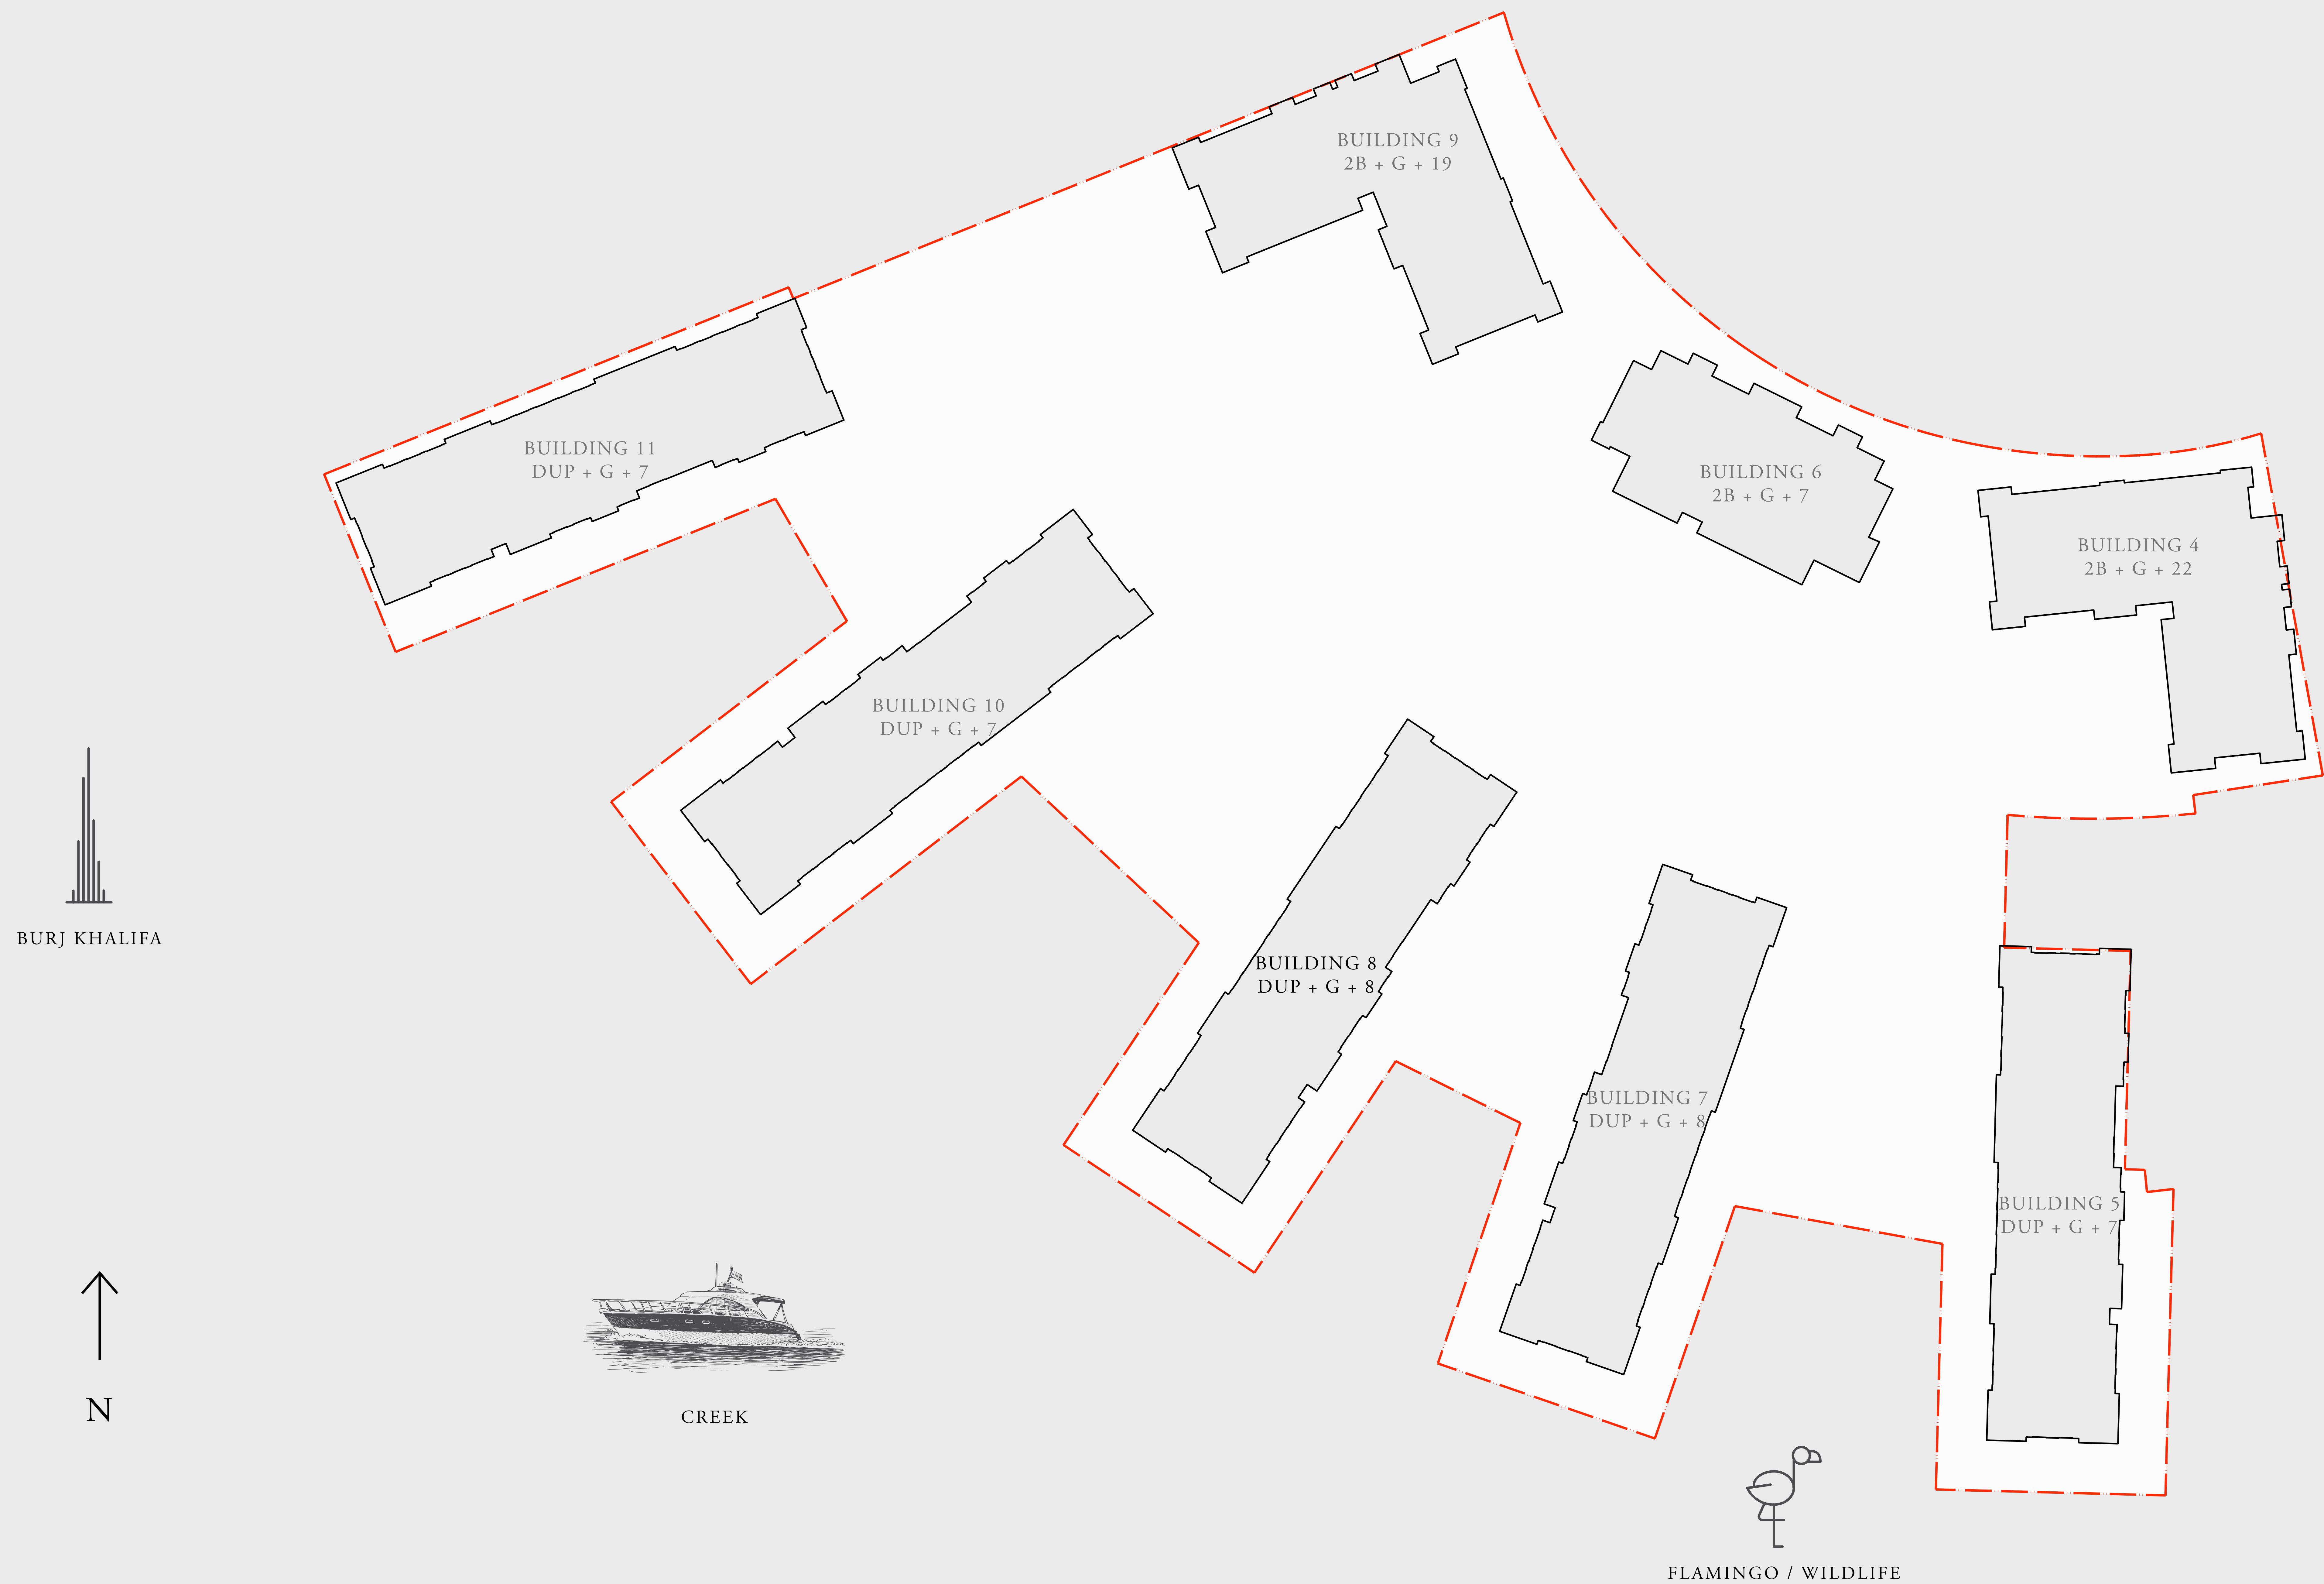 BUILDING 9
2B + G + 19
BUILDING 11
DUP + G + 7
BUILDING 6
2B + G + 7
BUILDING 4
2B + G + 22
BUILDING 10
DUP + G + 7
BUILDING 8
DUP + G + 8
BURJ KHALIFA
BUILDING 7
DUP + G + 8
BUILDING 5
DUP + G + 7
N
CREEK
FLAMINGO / WILDLIFE